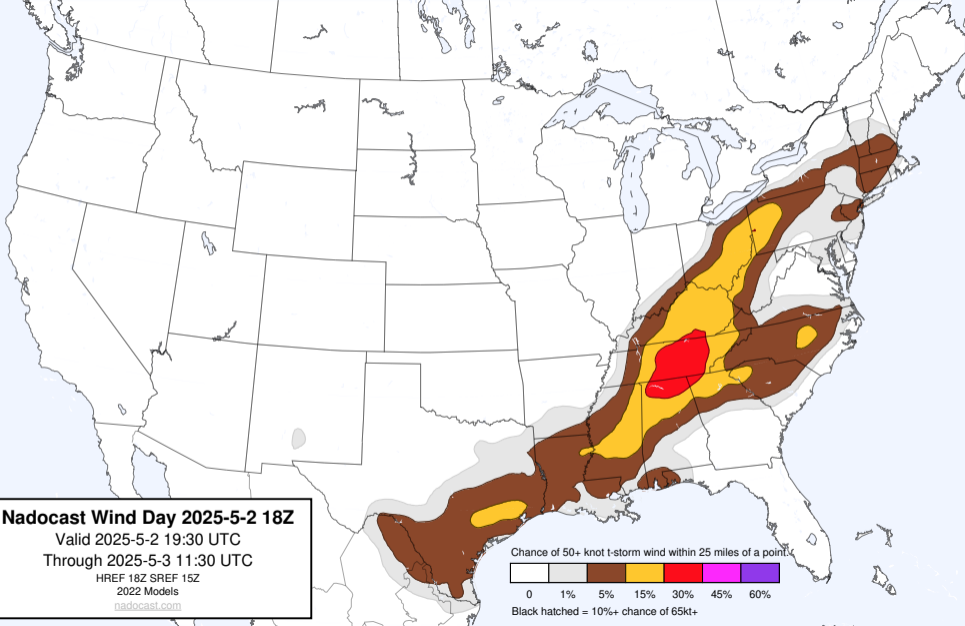 Nadocast Wind Day 2025-5-2 18Z
Valid 2025-5-2 19:30 UTC
Through 2025-5-3 11:30 UTC
HREF 18Z SREF 15Z
2022 Models
nadocast.com
Chance of 50+ knot t-storm wind within 25 miles of a point.
0 1% 5% 15% 30% 45% 60%
Black hatched = 10%+ chance of 65kt+